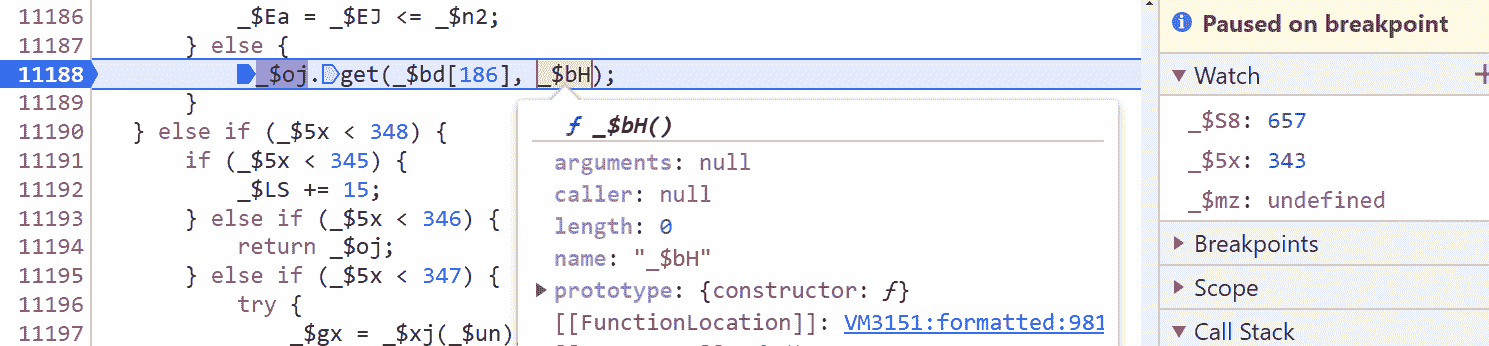 11186 _$Ea = _$EJ <= _$n2;
11187 } else {
11188 _$oj.get(_$bd[186], _$bH);
11189 }
11190 } else if (_$5x < 348) {
11191 if (_$5x < 345) {
11192 _$LS += 15;
11193 } else if (_$5x < 346) {
11194 return _$oj;
11195 } else if (_$5x < 347) {
11196 try {
11197 _$gx = _$xj(_$un)
ƒ _$bH()
arguments: null
caller: null
length: 0
name: "_$bH"
▶ prototype: {constructor: ƒ}
[[FunctionLocation]]: VM3151:formatted:981
Paused on breakpoint
▼ Watch +
_$S8: 657
_$5x: 343
_$mz: undefined
▶ Breakpoints
▶ Scope
▼ Call Stack